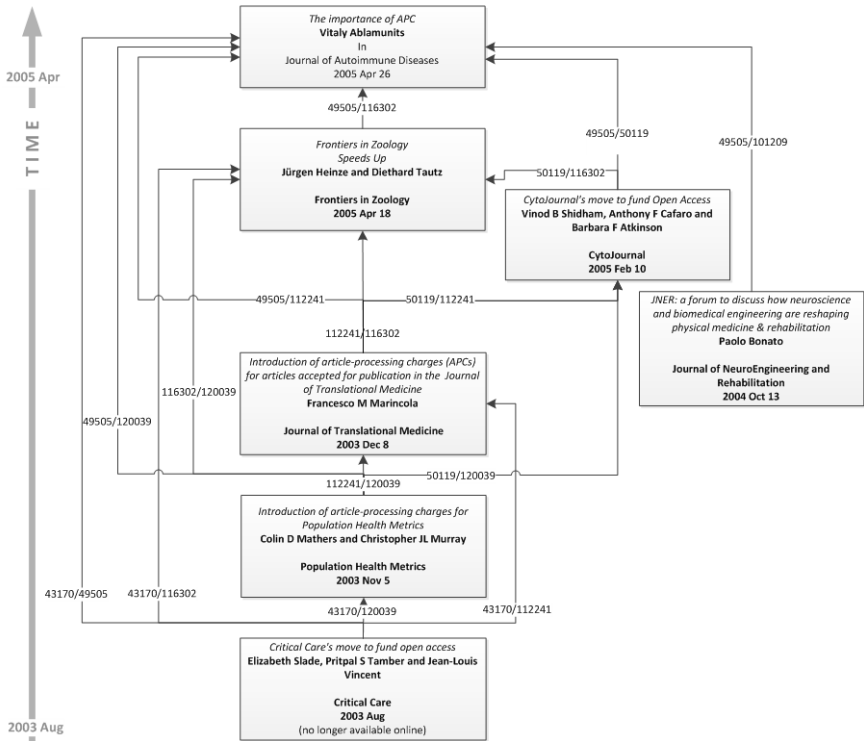 The importance of APC
Vitaly Ablamunits
In
Journal of Autoimmune Diseases
2005 Apr 26
2005 Apr
TIME
49505/116302
49505/50119
49505/101209
Frontiers in Zoology
Speeds Up
Jürgen Heinze and Diethard Tautz
Frontiers in Zoology
2005 Apr 18
50119/116302
CytoJournal's move to fund Open Access
Vinod B Shidham, Anthony F Cafaro and
Barbara F Atkinson
CytoJournal
2005 Feb 10
49505/112241
50119/112241
112241/116302
JNER: a forum to discuss how neuroscience
and biomedical engineering are reshaping
physical medicine & rehabilitation
Paolo Bonato
Journal of NeuroEngineering and
Rehabilitation
2004 Oct 13
Introduction of article-processing charges (APCs)
for articles accepted for publication in the Journal
of Translational Medicine
Francesco M Marincola
Journal of Translational Medicine
2003 Dec 8
116302/120039
49505/120039
50119/120039
112241/120039
Introduction of article-processing charges for
Population Health Metrics
Colin D Mathers and Christopher JL Murray
Population Health Metrics
2003 Nov 5
43170/49505
43170/116302
43170/120039
43170/112241
Critical Care's move to fund open access
Elizabeth Slade, Pritpal S Tamber and Jean-Louis
Vincent
Critical Care
2003 Aug
(no longer available online)
2003 Aug